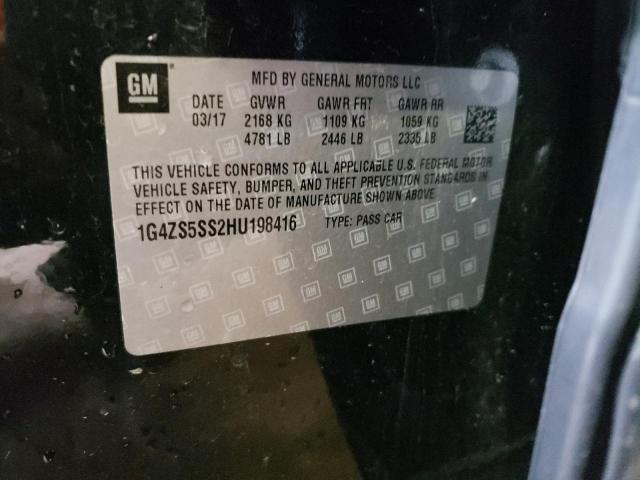 GM
MFD BY GENERAL MOTORS LLC
DATE GVWR GAWR FRT GAWR RR
03/17 2168 KG 1109 KG 1059 KG
4781 LB 2446 LB 2335 LB
THIS VEHICLE CONFORMS TO ALL APPLICABLE U.S. FEDERAL MOTOR
VEHICLE SAFETY, BUMPER, AND THEFT PREVENTION STANDARDS IN
EFFECT ON THE DATE OF MANUFACTURE SHOWN ABOVE.
1G4ZS5SS2HU198416 TYPE: PASS CAR